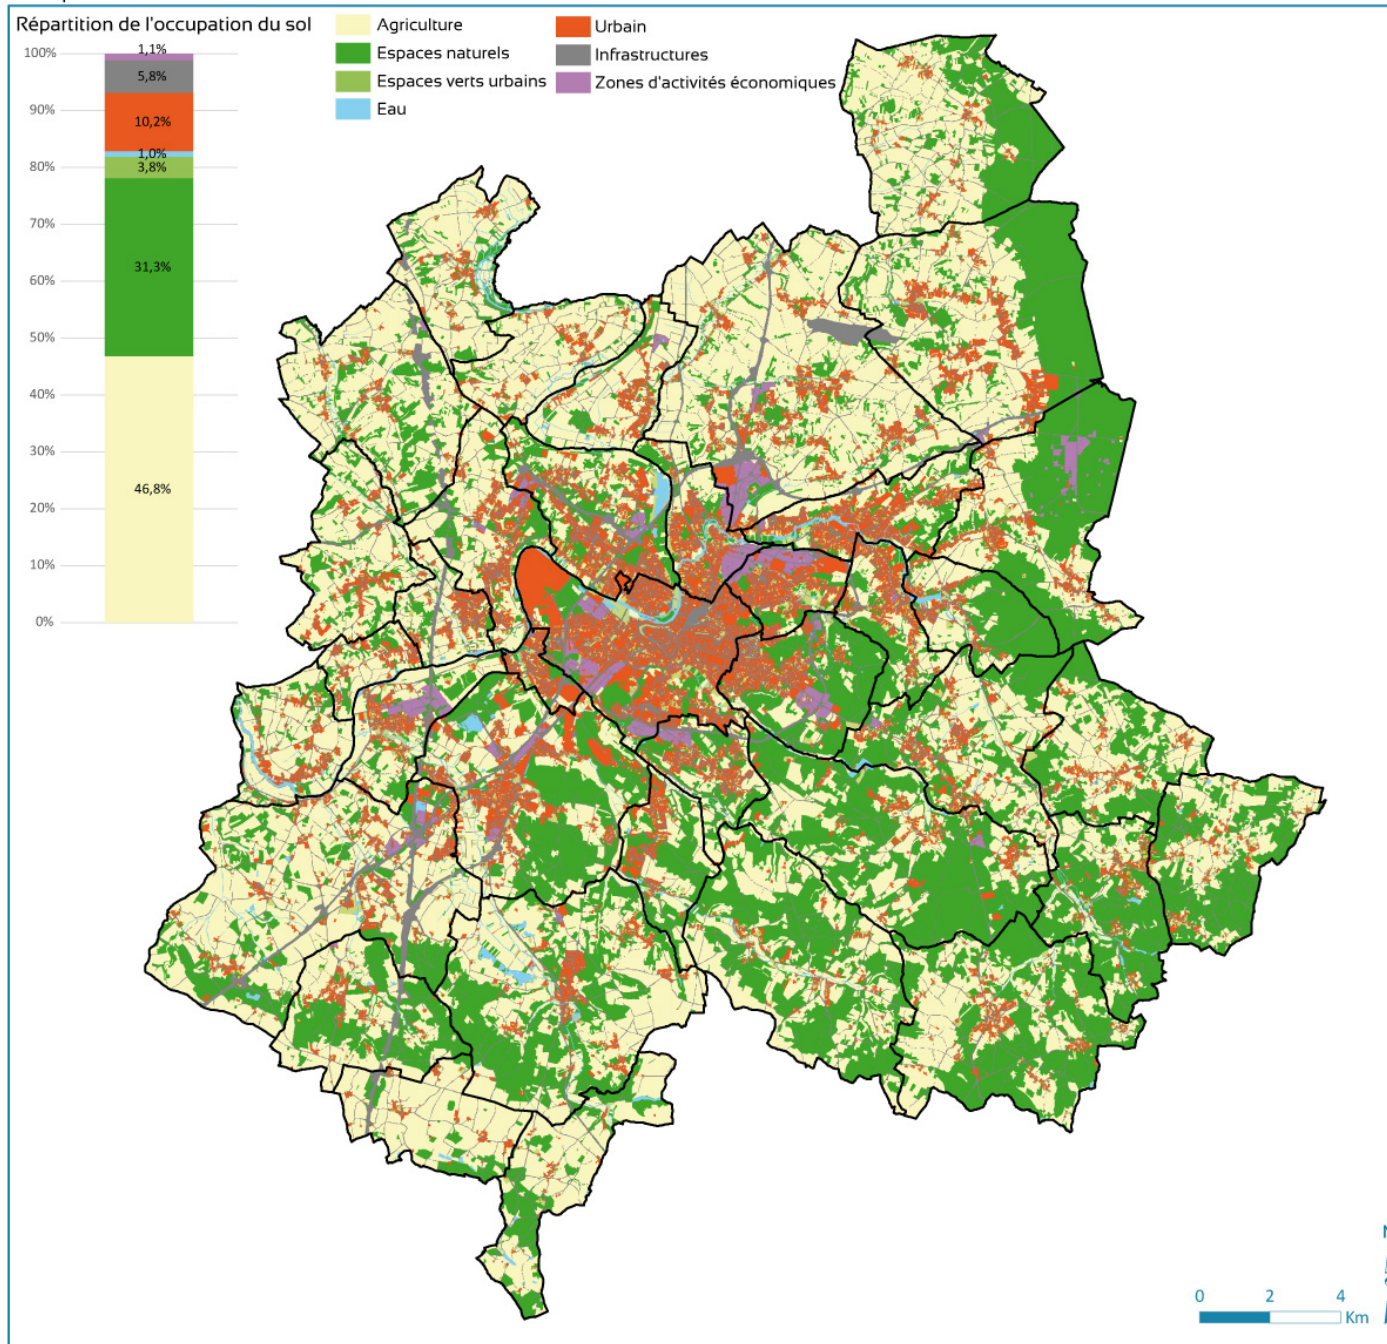 Répartition de l'occupation du sol
100%
90%
80%
70%
60%
50%
40%
30%
20%
10%
0%
1,1%
5,8%
10,2%
1,0%
3,8%
31,3%
46,8%
Agriculture
Espaces naturels
Espaces verts urbains
Eau
Urbain
Infrastructures
Zones d'activités économiques
0 2 4
Km